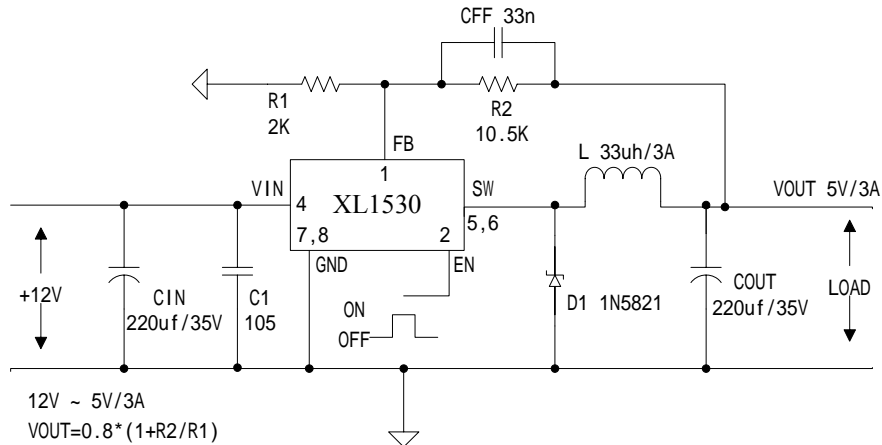 CFF 33n
R1
2K
R2
10.5K
FB
1
L 33uh/3A
VIN
SW
VOUT 5V/3A
4
XL1530
5,6
7,8
2
GND
EN
+12V
CIN
220uf/35V
C1
105
ON
OFF
D1 1N5821
COUT
220uf/35V
LOAD
12V ~ 5V/3A
VOUT=0.8*(1+R2/R1)